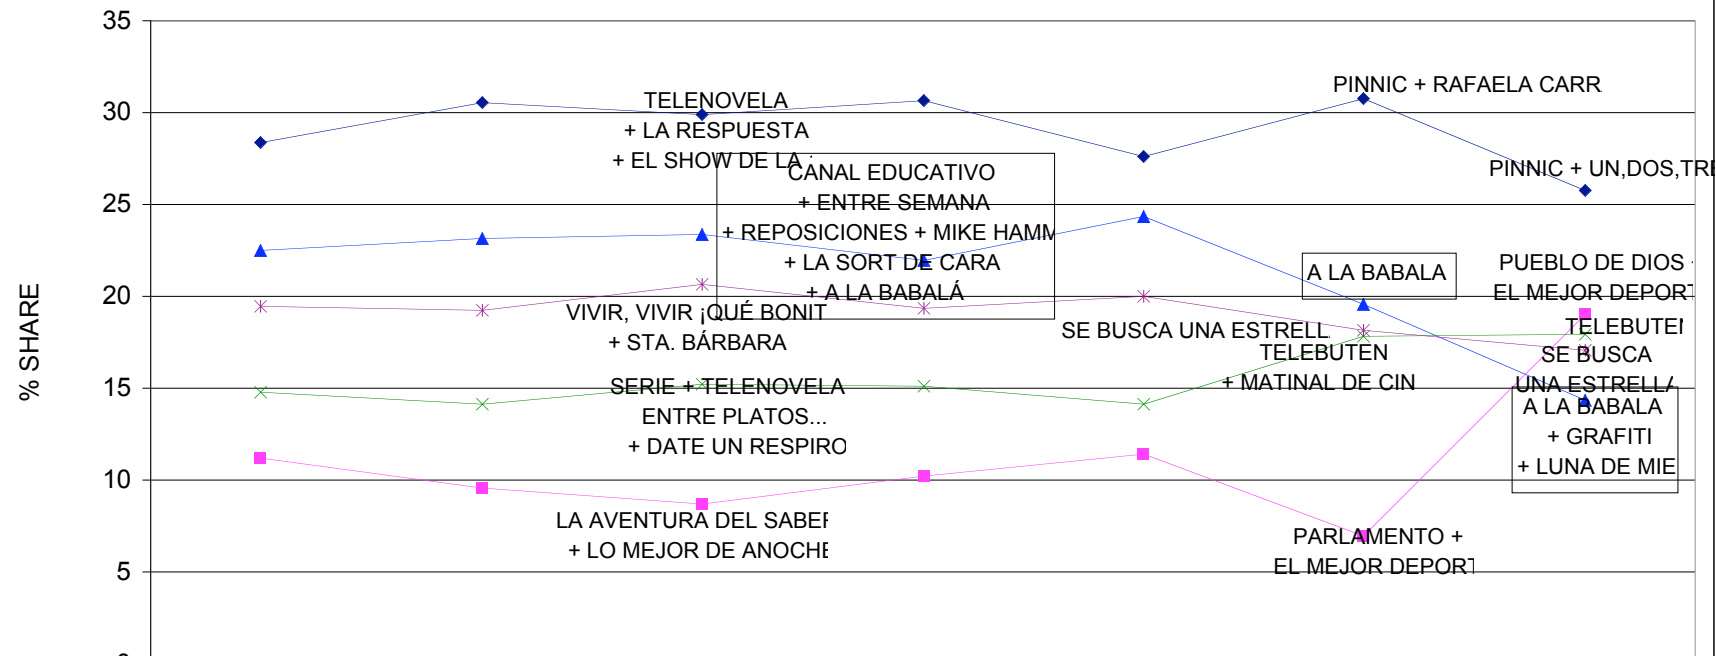 35
30
25
20
15
10
5
% SHARE
TELENOVELA
+ LA RESPUESTA
+ EL SHOW DE LA
PINNIC + RAFAELA CARR
PINNIC + UN,DOS,TRE
CANAL EDUCATIVO
+ ENTRE SEMANA
+ REPOSICIONES + MIKE HAMM
+ LA SORT DE CARA
+ A LA BABALÁ
A LA BABALA
PUEBLO DE DIOS
EL MEJOR DEPORT
VIVIR, VIVIR ¡QUÉ BONIT
+ STA. BÁRBARA
SE BUSCA UNA ESTRELL
TELEBUTEN
+ MATINAL DE CIN
TELEBUTEN
SE BUSCA
UNA ESTRELLA
SERIE + TELENOVELA
ENTRE PLATOS...
+ DATE UN RESPIRO
A LA BABALA
+ GRAFITI
+ LUNA DE MIE
LA AVENTURA DEL SABER
+ LO MEJOR DE ANOCHE
PARLAMENTO +
EL MEJOR DEPORT